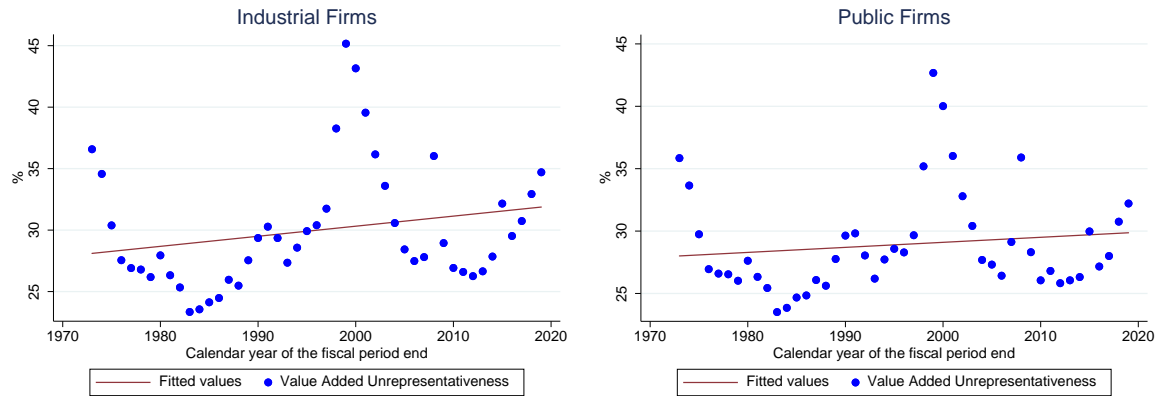 Industrial Firms
45
40
35
30
25
%
1970 1980 1990 2000 2010 2020
Calendar year of the fiscal period end
Fitted values Value Added Unrepresentativeness
Public Firms
45
40
35
30
25
%
1970 1980 1990 2000 2010 2020
Calendar year of the fiscal period end
Fitted values Value Added Unrepresentativeness